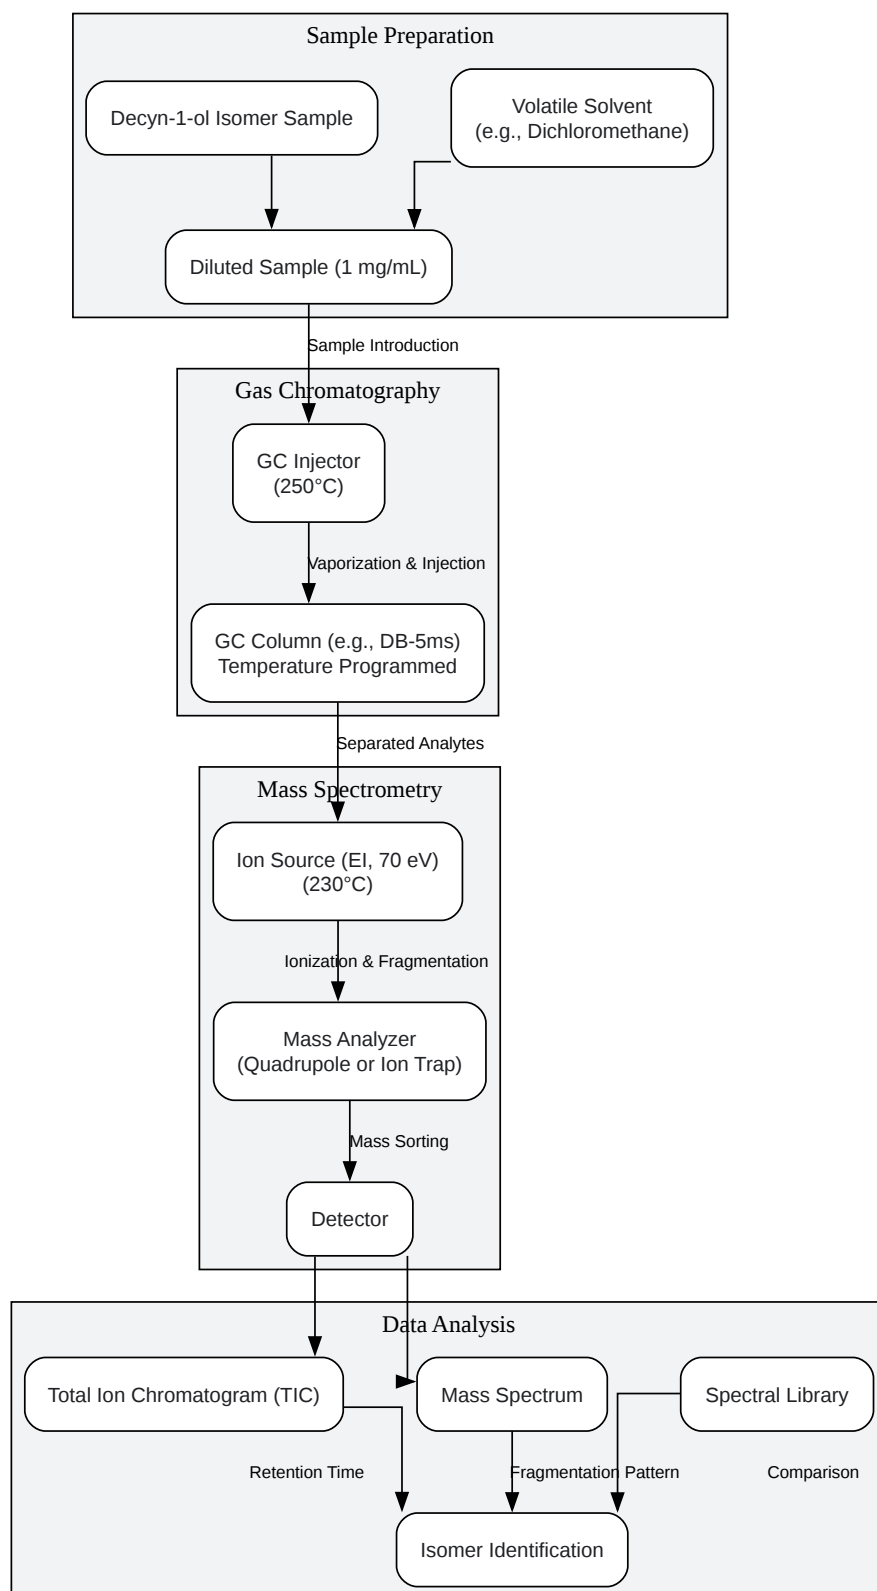 Sample Preparation
Decyn-1-ol Isomer Sample
Volatile Solvent
(e.g., Dichloromethane)
Diluted Sample (1 mg/mL)
Sample Introduction
Gas Chromatography
GC Injector
(250°C)
Vaporization & Injection
GC Column (e.g., DB-5ms)
Temperature Programmed
Separated Analytes
Mass Spectrometry
Ion Source (EI, 70 eV)
(230°C)
Ionization & Fragmentation
Mass Analyzer
(Quadrupole or Ion Trap)
Mass Sorting
Detector
Data Analysis
Total Ion Chromatogram (TIC)
Mass Spectrum
Spectral Library
Retention Time
Fragmentation Pattern
Comparison
Isomer Identification